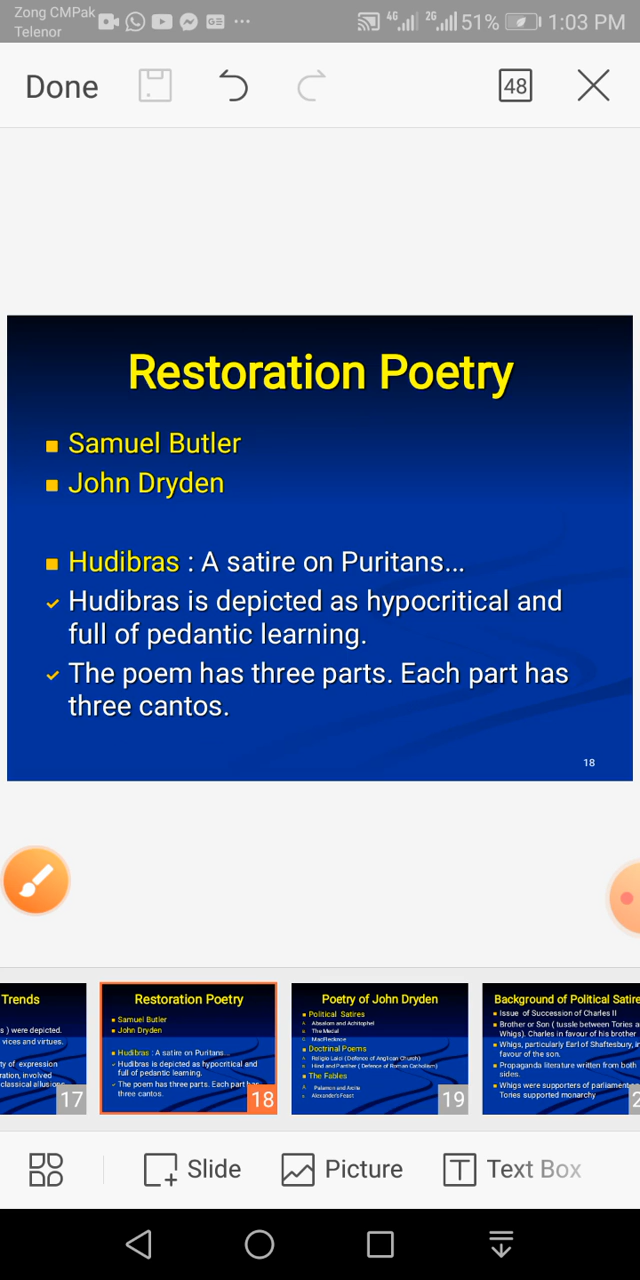 Zong CMPak
Telenor
4G 2G 51% 1:03 PM
Done
48
Restoration Poetry
Samuel Butler
John Dryden
Hudibras : A satire on Puritans...
Hudibras is depicted as hypocritical and
full of pedantic learning.
The poem has three parts. Each part has
three cantos.
18
Trends
s ) were depicted.
vices and virtues.
ty of expression
ration, involved
classical allusions
17
Restoration Poetry
Samuel Butler
John Dryden
Hudibras : A satire on Puritans...
Hudibras is depicted as hypocritical and
full of pedantic learning.
The poem has three parts. Each part has
three cantos.
18
Poetry of John Dryden
Political Satires
Absalom and Achitophel
The Medal
MacFlecknoe
Doctrinal Poems
Religio Laici ( Defence of Anglican Church)
Hind and Panther ( Defence of Roman Catholism)
The Fables
Palamon and Arcite
Alexander's Feast
19
Background of Political Satire
Issue of Succession of Charles II
Brother or Son ( tussle between Tories a
Whigs). Charles in favour of his brother
Whigs, particularly Earl of Shaftesbury, in
favour of the son.
Propaganda literature written from both
sides.
Whigs were supporters of parliament
Tories supported monarchy
2
Slide
Picture
Text Box